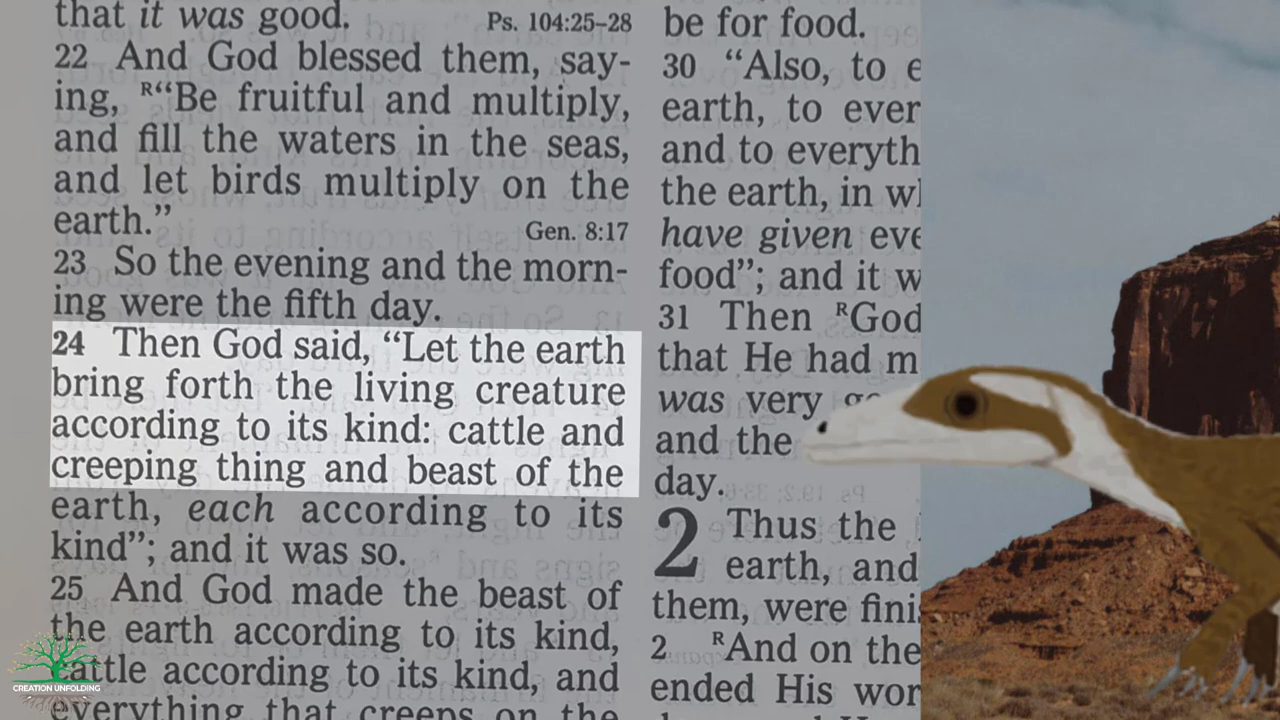 that it was good. Ps. 104:25–28
22 And God blessed them, say-
ing, R“Be fruitful and multiply,
and fill the waters in the seas,
and let birds multiply on the
earth.” Gen. 8:17
23 So the evening and the morn-
ing were the fifth day.
24 Then God said, “Let the earth
bring forth the living creature
according to its kind: cattle and
creeping thing and beast of the
earth, each according to its
kind”; and it was so.
25 And God made the beast of
the earth according to its kind,
cattle according to its kind, and
everything that creeps on the
be for food.
30 “Also, to e
earth, to ever
and to everyth
the earth, in w
have given eve
food”; and it w
31 Then RGod
that He had m
was very
and the
day.
2 Thus the
earth, and
them, were fini
2 RAnd on the
ended His wor
CREATION UNFOLDING